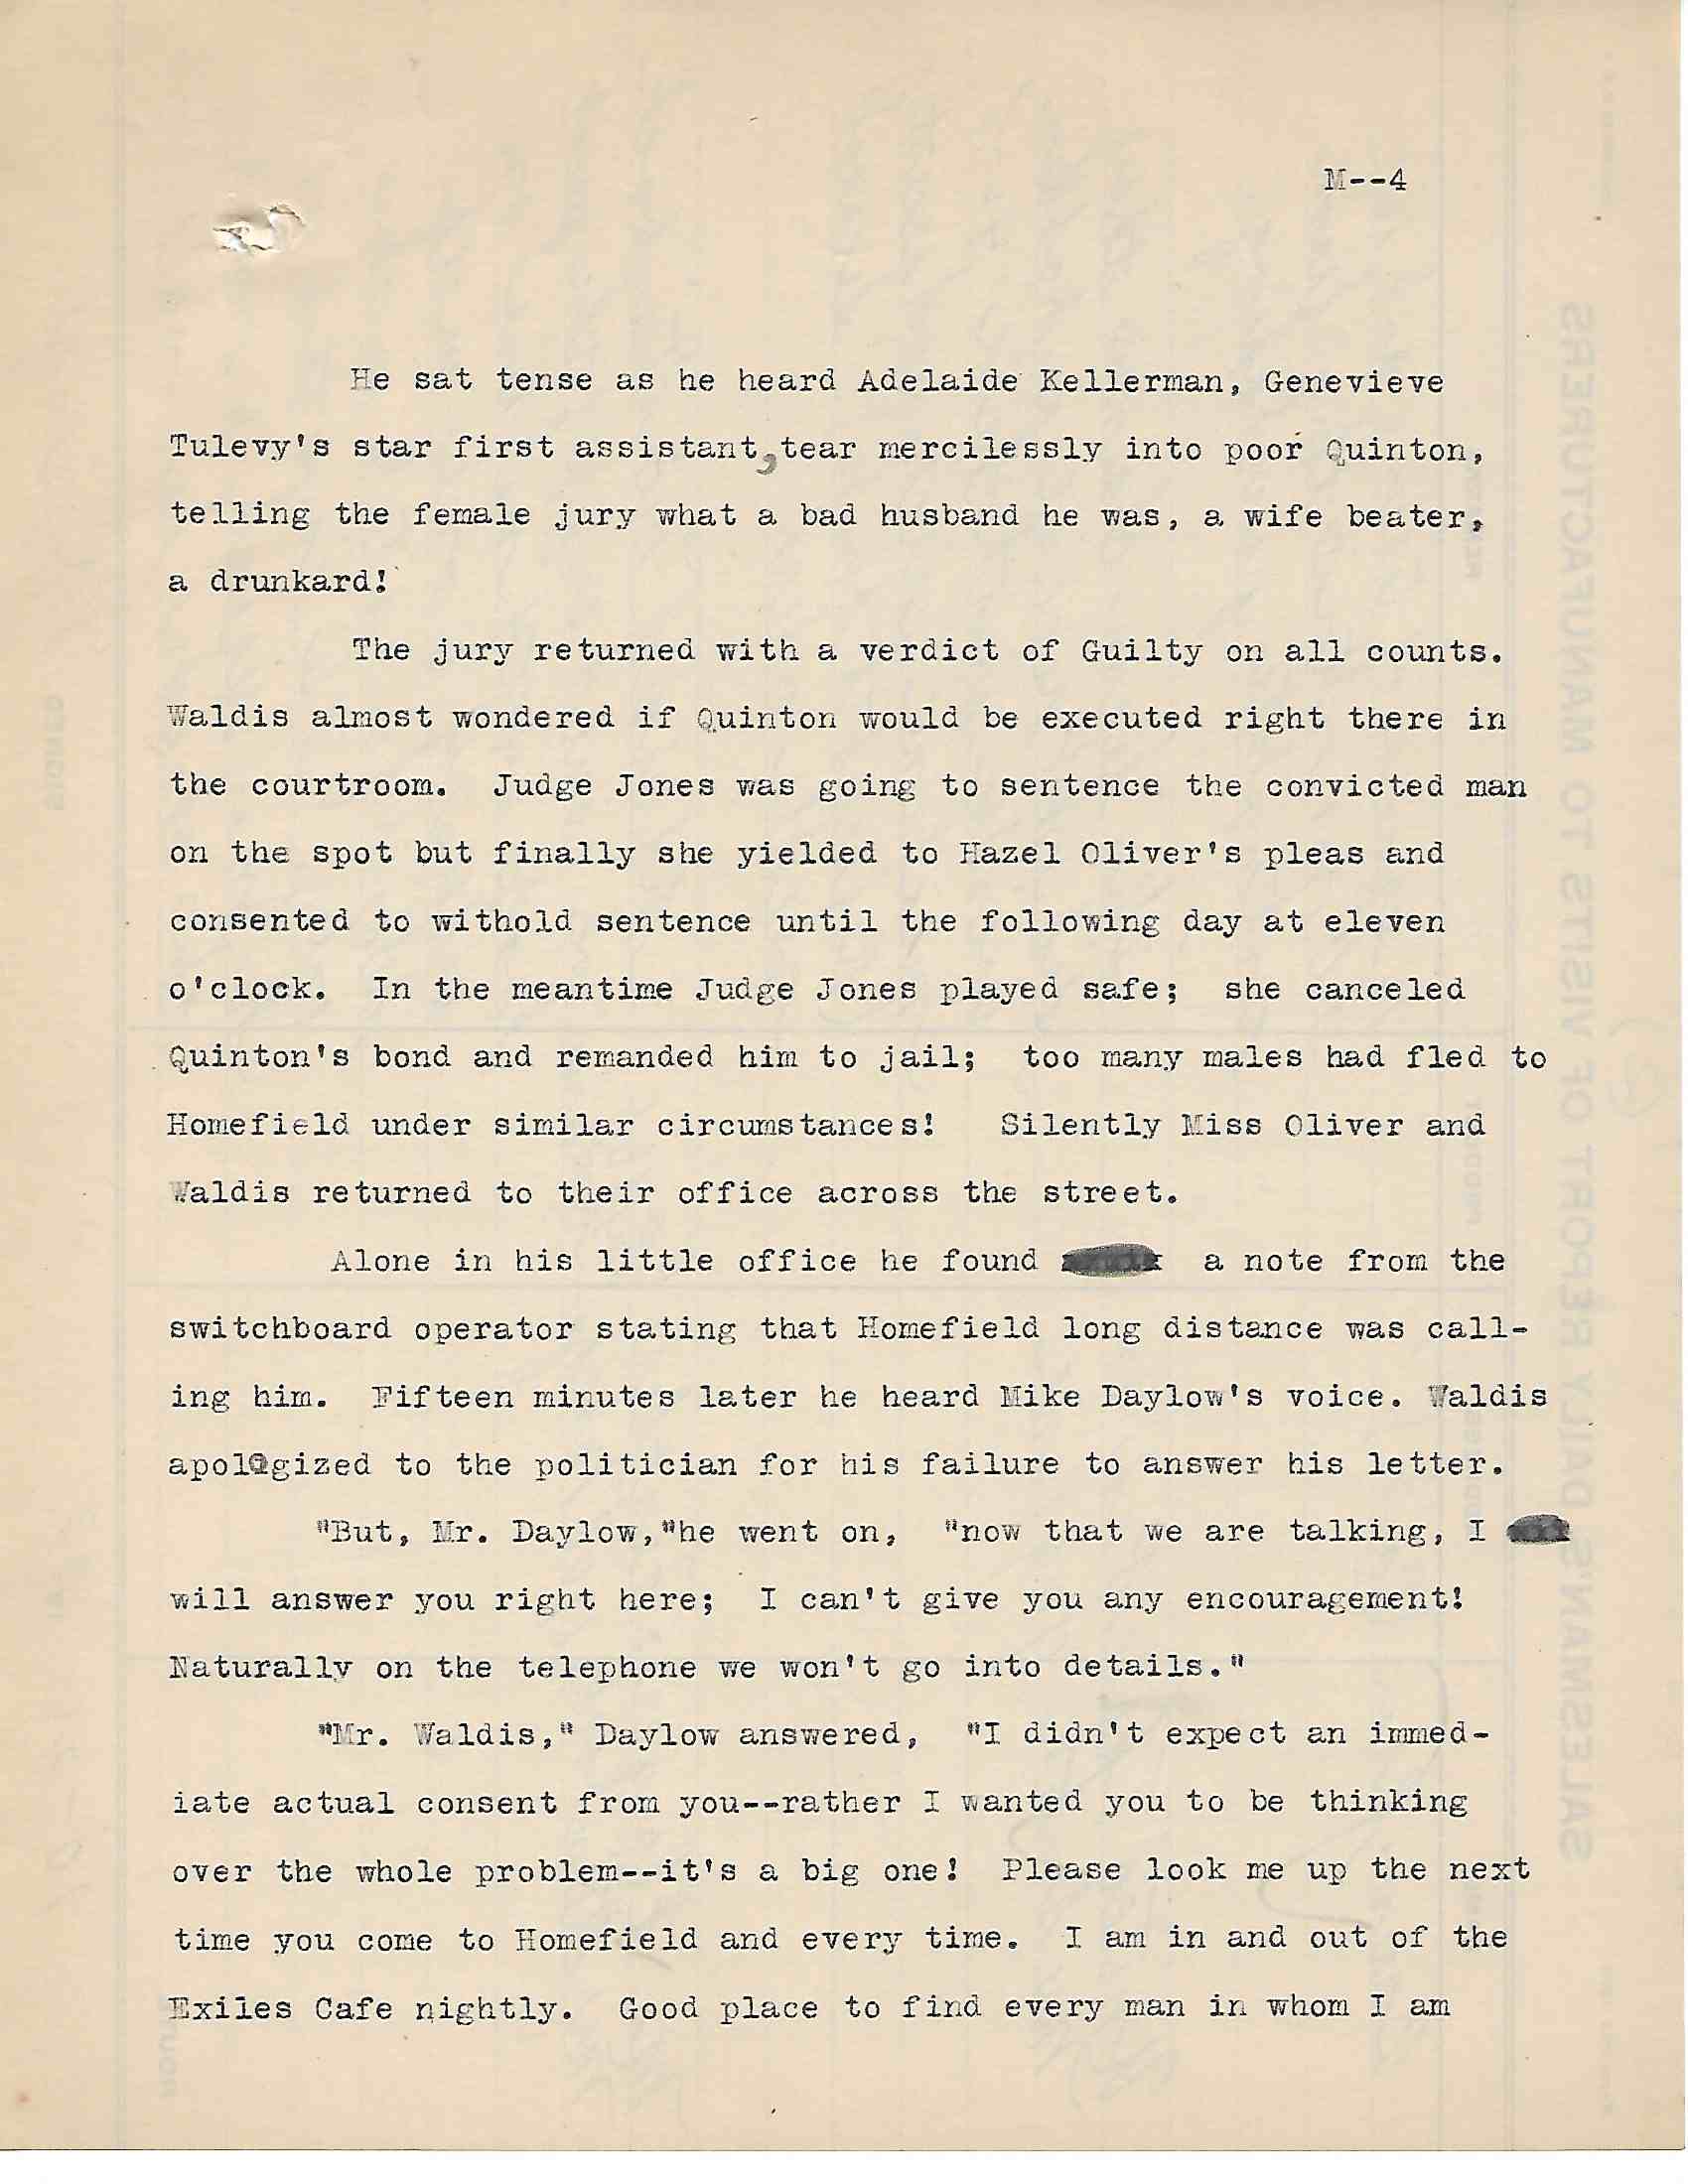 M--4
He sat tense as he heard Adelaide Kellerman, Genevieve
Tulevy's star first assistant,tear mercilessly into poor Quinton,
telling the female jury what a bad husband he was, a wife beater,
a drunkard!
The jury returned with a verdict of Guilty on all counts.
Waldis almost wondered if Quinton would be executed right there in
the courtroom.  Judge Jones was going to sentence the convicted man
on the spot but finally she yielded to Hazel Oliver's pleas and
consented to withold sentence until the following day at eleven
o'clock.  In the meantime Judge Jones played safe;  she canceled
Quinton's bond and remanded him to jail;  too many males had fled to
Homefield under similar circumstances!   Silently Miss Oliver and
Waldis returned to their office across the street.
Alone in his little office he found a note from the
switchboard operator stating that Homefield long distance was call-
ing him.  Fifteen minutes later he heard Mike Daylow's voice. Waldis
apologized to the politician for his failure to answer his letter.
"But, Mr. Daylow,"he went on,  "now that we are talking, I
will answer you right here;  I can't give you any encouragement!
Naturally on the telephone we won't go into details."
"Mr. Waldis," Daylow answered,  "I didn't expect an immed-
iate actual consent from you--rather I wanted you to be thinking
over the whole problem--it's a big one!  Please look me up the next
time you come to Homefield and every time.  I am in and out of the
Exiles Cafe nightly.  Good place to find every man in whom I am
SALESMAN'S DAILY REPORT OF VISITS TO MANUFACTURERS
SIGNED